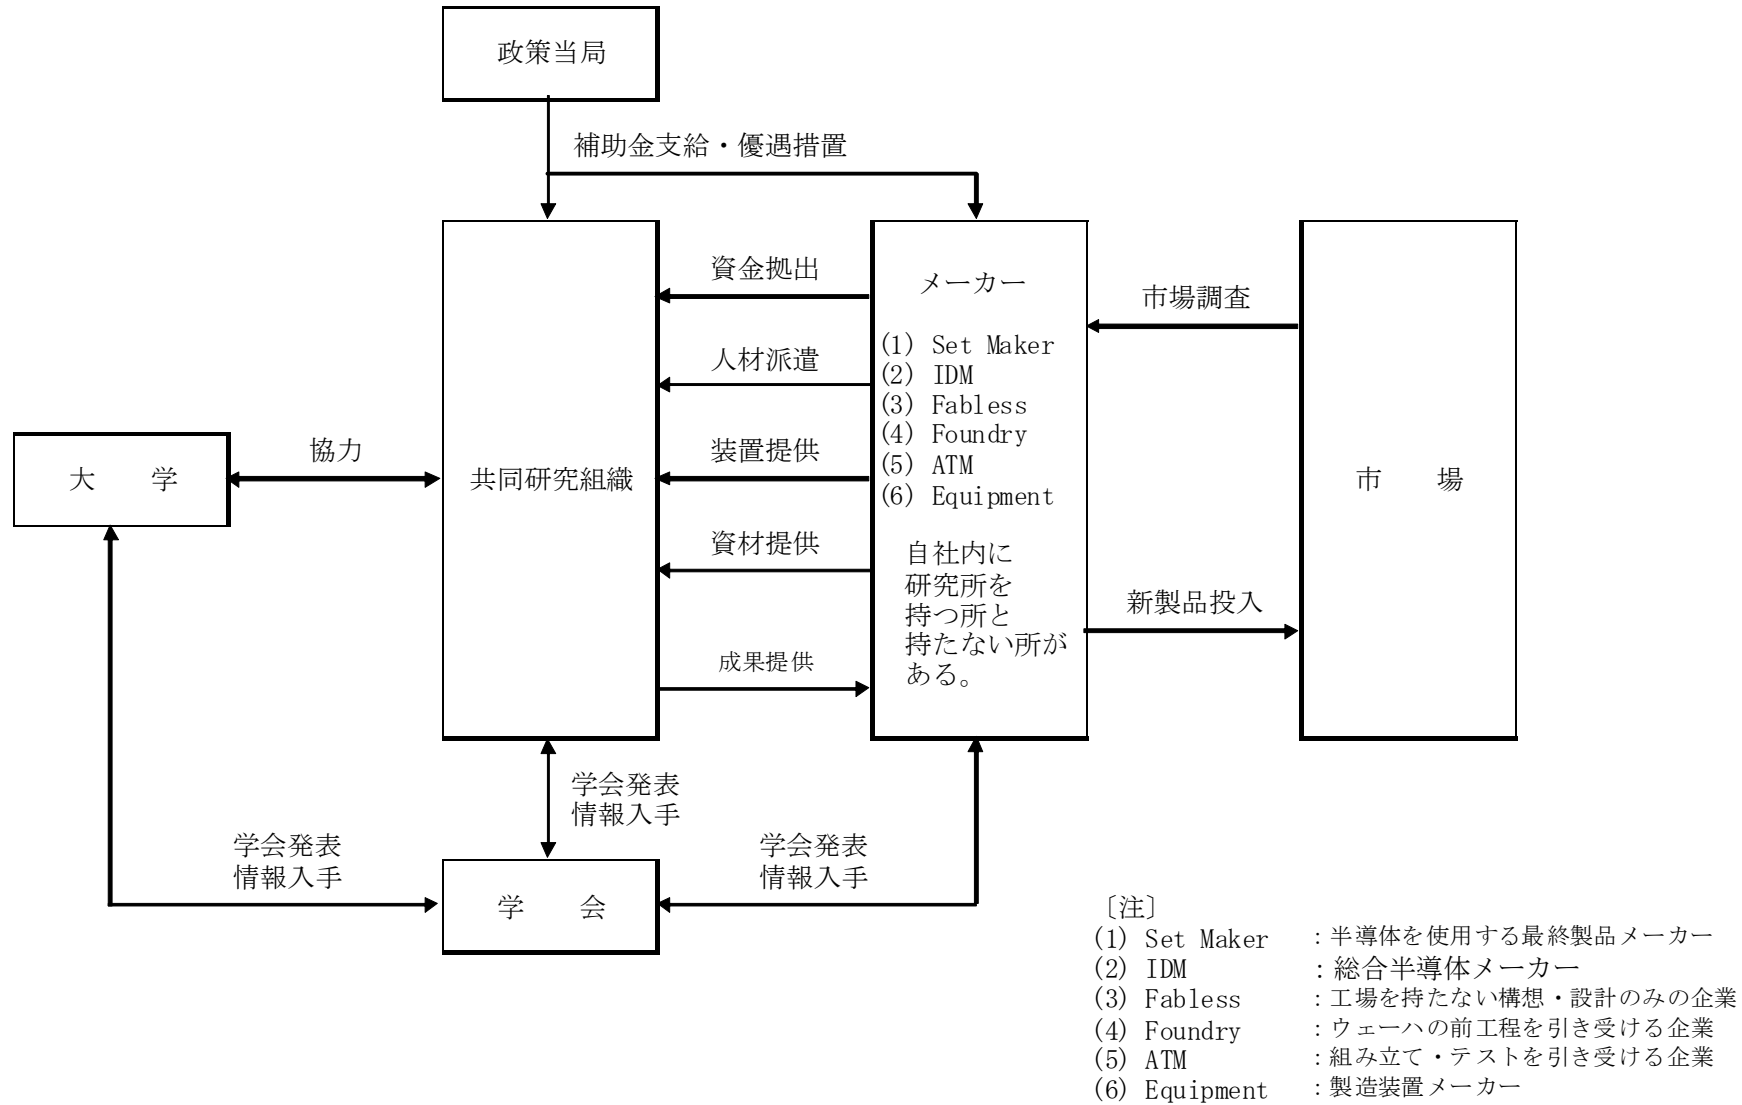 政策当局
補助金支給・優遇措置
資金拠出
人材派遣
装置提供
資材提供
成果提供
メーカー
(1) Set Maker
(2) IDM
(3) Fabless
(4) Foundry
(5) ATM
(6) Equipment
自社内に
研究所を
持つ所と
持たない所が
ある。
市場調査
新製品投入
市　　場
大　　学
協力
共同研究組織
学会発表
情報入手
学会発表
情報入手
学会発表
情報入手
学　　会
〔注〕
(1) Set Maker ：半導体を使用する最終製品メーカー
(2) IDM ：総合半導体メーカー
(3) Fabless ：工場を持たない構想・設計のみの企業
(4) Foundry ：ウェーハの前工程を引き受ける企業
(5) ATM ：組み立て・テストを引き受ける企業
(6) Equipment ：製造装置メーカー